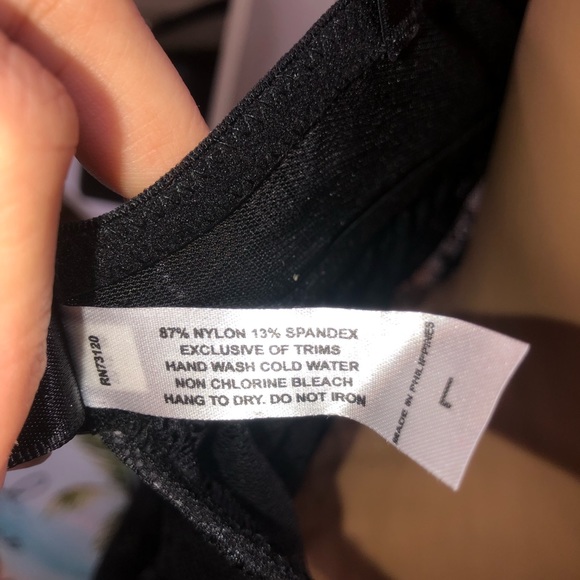 RN73120
87% NYLON 13% SPANDEX
EXCLUSIVE OF TRIMS
HAND WASH COLD WATER
NON CHLORINE BLEACH
HANG TO DRY. DO NOT IRON
MADE IN PHILIPPINES
L